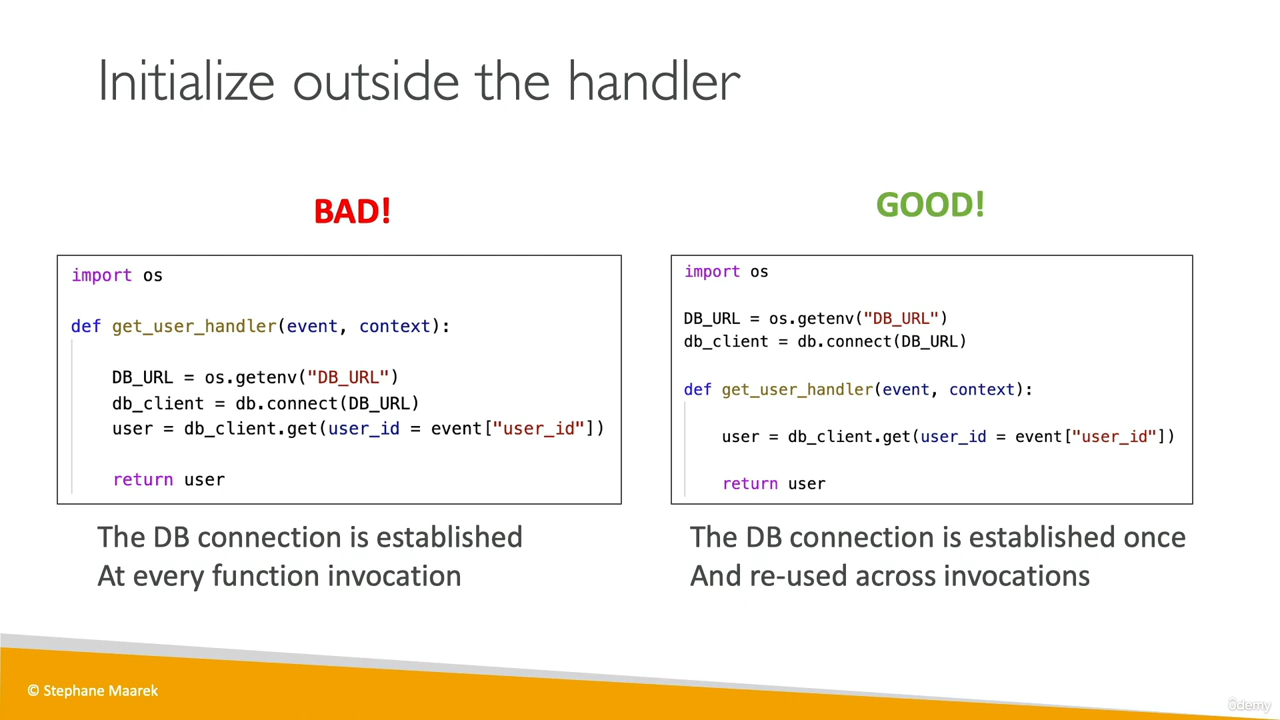 Initialize outside the handler
BAD!
import os
def get_user_handler(event, context):
DB_URL = os.getenv("DB_URL")
db_client = db.connect(DB_URL)
user = db_client.get(user_id = event["user_id"])
return user
The DB connection is established
At every function invocation
GOOD!
import os
DB_URL = os.getenv("DB_URL")
db_client = db.connect(DB_URL)
def get_user_handler(event, context):
user = db_client.get(user_id = event["user_id"])
return user
The DB connection is established once
And re-used across invocations
© Stephane Maarek
ûdemy